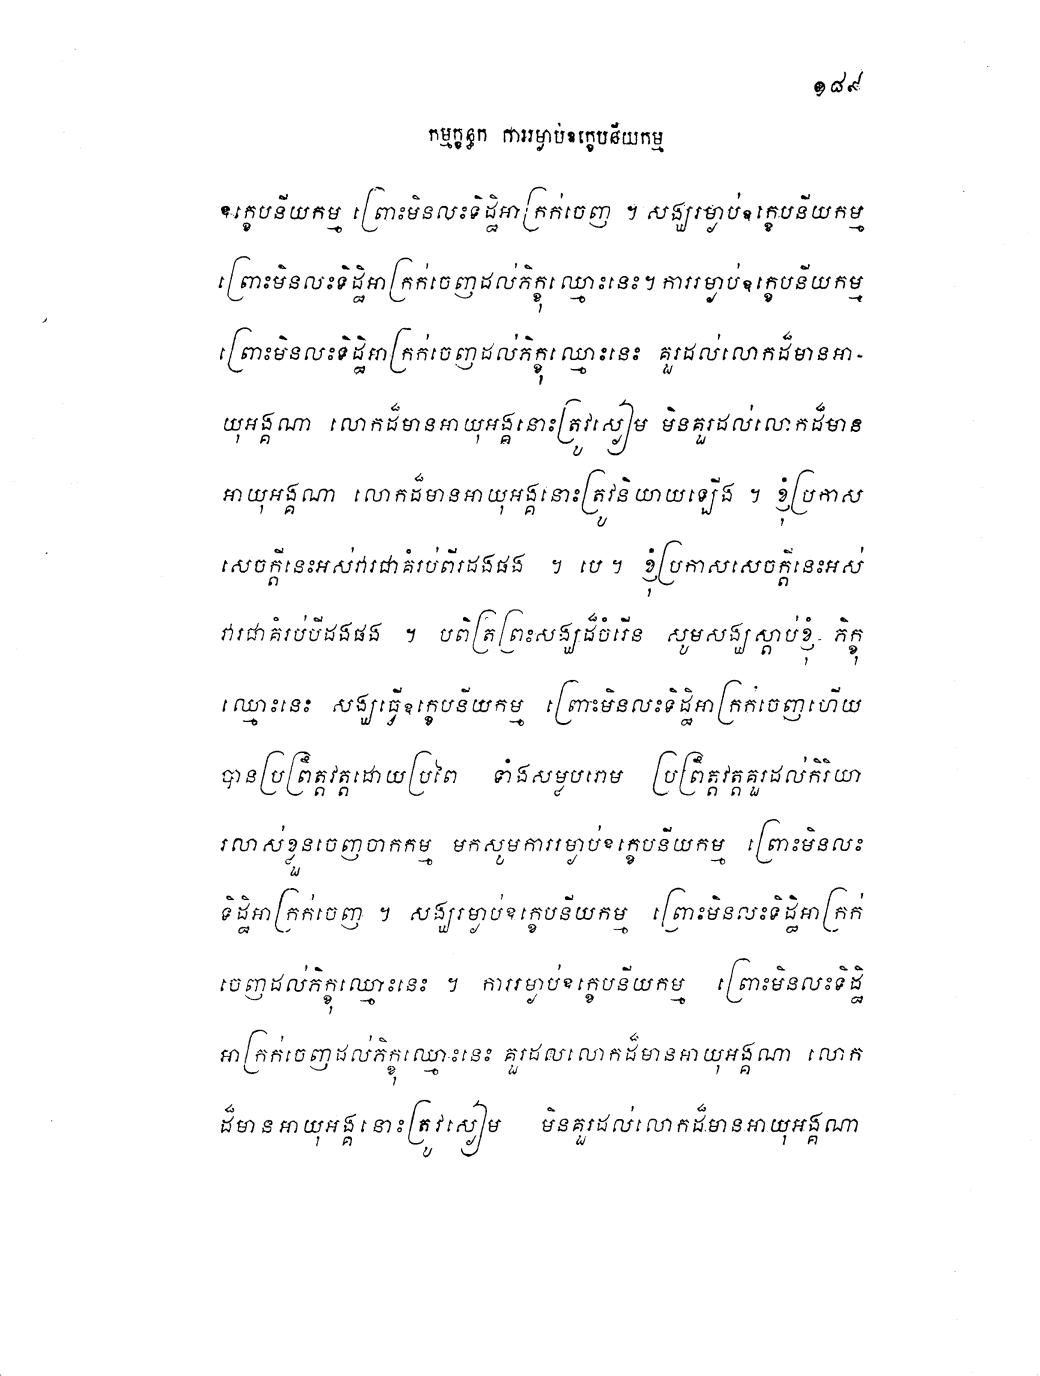 ១៨៩
កម្មក្ខន្ធក ការរម្ងាប់ឧក្ខេបនីយកម្ម
ឧក្ខេបនីយកម្ម ព្រោះមិនលះទិដ្ឋិអាក្រក់ចេញ ។ សង្ឃរម្ងាប់ឧក្ខេបនីយកម្ម
ព្រោះមិនលះទិដ្ឋិអាក្រក់ចេញដល់ភិក្ខុឈ្មោះនេះ។ ការរម្ងាប់ឧក្ខេបនីយកម្ម
ព្រោះមិនលះទិដ្ឋិអាក្រក់ចេញដល់ភិក្ខុឈ្មោះនេះ គួរដល់លោកដ៏មានអា-
យុអង្គណា លោកដ៏មានអាយុអង្គនោះត្រូវស្ងៀម មិនគួរដល់លោកដ៏មាន
អាយុអង្គណា លោកដ៏មានអាយុអង្គនោះត្រូវនិយាយឡើង ។ ខ្ញុំប្រកាស
សេចក្តីនេះអស់វារជាគំរប់ពីរដងផង ។ បេ ។ ខ្ញុំប្រកាសសេចក្តីនេះអស់
វារជាគំរប់បីដងផង ។ បពិត្រព្រះសង្ឃដ៏ចំរើន សូមសង្ឃស្តាប់ខ្ញុំ ភិក្ខុ
ឈ្មោះនេះ សង្ឃធ្វើឧក្ខេបនីយកម្ម ព្រោះមិនលះទិដ្ឋិអាក្រក់ចេញហើយ
បានប្រព្រឹត្តវត្តដោយប្រពៃ ទាំងសម្ងបរោម ប្រព្រឹត្តវត្តគួរដល់កិរិយា
រលាស់ខ្លួនចេញចាកកម្ម មកសូមការរម្ងាប់ឧក្ខេបនីយកម្ម ព្រោះមិនលះ
ទិដ្ឋិអាក្រក់ចេញ ។ សង្ឃរម្ងាប់ឧក្ខេបនីយកម្ម ព្រោះមិនលះទិដ្ឋិអាក្រក់
ចេញដល់ភិក្ខុឈ្មោះនេះ ។ ការរម្ងាប់ឧក្ខេបនីយកម្ម ព្រោះមិនលះទិដ្ឋិ
អាក្រក់ចេញដល់ភិក្ខុឈ្មោះនេះ គួរដលលោកដ៏មានអាយុអង្គណា លោក
ដ៏មានអាយុអង្គនោះត្រូវស្ងៀម មិនគួរដល់លោកដ៏មានអាយុអង្គណា